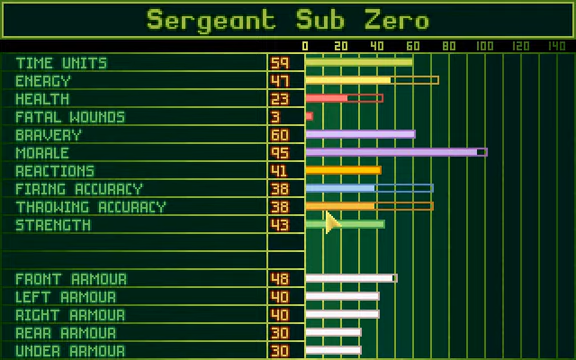 Sergeant Sub Zero
0 20 40 60 80 100 120 140
TIME UNITS 59
ENERGY 47
HEALTH 23
FATAL WOUNDS 3
BRAVERY 60
MORALE 95
REACTIONS 41
FIRING ACCURACY 38
THROWING ACCURACY 38
STRENGTH 43
FRONT ARMOUR 48
LEFT ARMOUR 40
RIGHT ARMOUR 40
REAR ARMOUR 30
UNDER ARMOUR 30